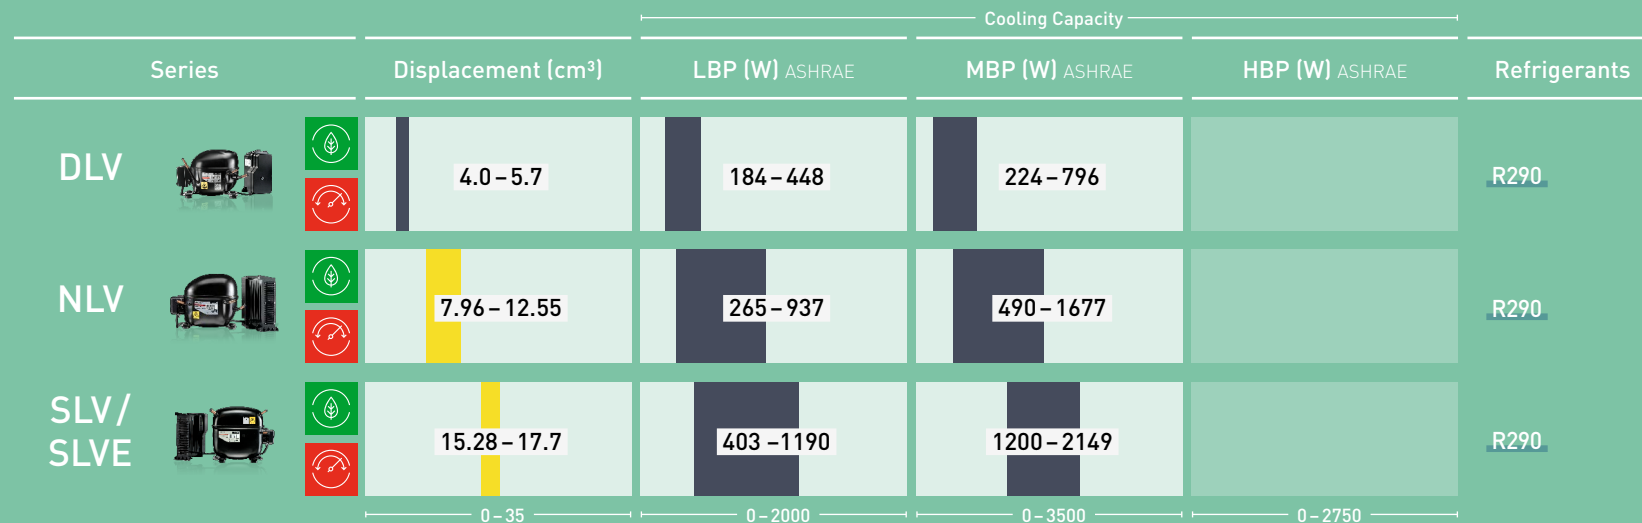 Cooling Capacity
Series Displacement (cm³) LBP (W) ASHRAE MBP (W) ASHRAE HBP (W) ASHRAE Refrigerants
DLV 4.0–5.7 184–448 224–796 R290
NLV 7.96–12.55 265–937 490–1677 R290
SLV/
SLVE 15.28–17.7 403–1190 1200–2149 R290
0–35 0–2000 0–3500 0–2750